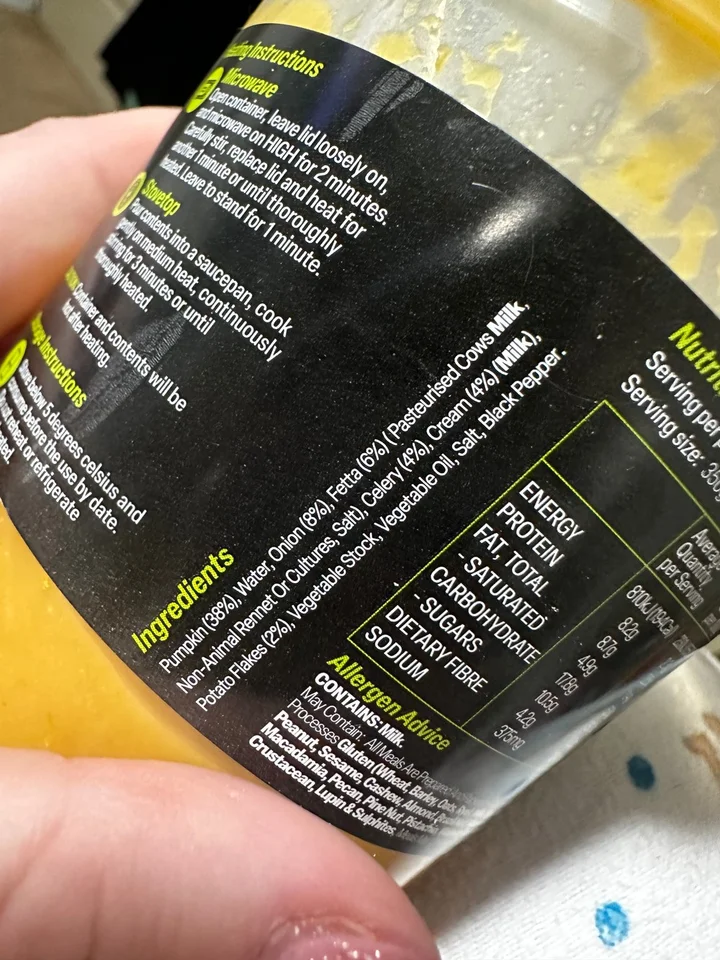 Heating Instructions
Microwave
Open container, leave lid loosely on,
and microwave on HIGH for 2 minutes.
Carefully stir, replace lid and heat for
another 1 minute or until thoroughly
heated. Leave to stand for 1 minute.
Stovetop
Pour contents into a saucepan, cook
gently on medium heat, continuously
stirring for 3 minutes or until
thoroughly heated.
Container and contents will be
hot after heating.
Storage Instructions
Store below 5 degrees celsius and
consume before the use by date.
heat or refrigerate
Ingredients
Pumpkin (38%), Water, Onion (8%), Fetta (6%) ( Pasteurised Cows Milk,
Non-Animal Rennet Or Cultures, Salt), Celery (4%), Cream (4%) (Milk),
Potato Flakes (2%), Vegetable Stock, Vegetable Oil, Salt, Black Pepper.
Serving per
Serving size: 350
Average
Quantity
per Serving
ENERGY 810kJ (194Cal)
PROTEIN 8.2g
FAT, TOTAL 8.7g
- SATURATED 4.9g
CARBOHYDRATE 17.8g
- SUGARS 10.5g
DIETARY FIBRE 4.2g
SODIUM 375mg
Allergen Advice
CONTAINS: Milk.
May Contain: All Meals Are Prepared
Processes Gluten (Wheat, Barley, Oats,
Peanut, Sesame, Cashew, Almond,
Macadamia, Pecan, Pine Nut, Pistachio,
Crustacean, Lupin & Sulphites,